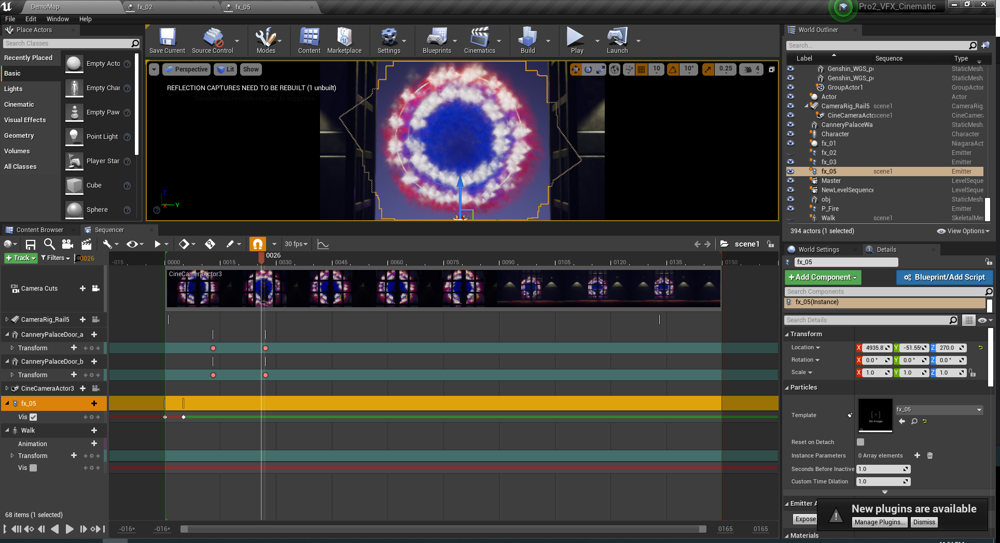 DemoMap
fx_02
fx_05
Pro2_VFX_Cinematic
File Edit Window Help
Place Actors
Search Classes
Recently Placed
Basic
Lights
Cinematic
Visual Effects
Geometry
Volumes
All Classes
Empty Acto
Empty Char
Empty Paw
Point Light
Player Star
Cube
Sphere
Save Current
Source Control
Modes
Content
Marketplace
Settings
Blueprints
Cinematics
Build
Play
Launch
Perspective
Lit
Show
10
10°
0.25
4
REFLECTION CAPTURES NEED TO BE REBUILT (1 unbuilt)
"DisableAllScreenMessages" to suppress
Z
X
Y
World Outliner
Search...
Label Sequence Type
Genshin_WGS_p StaticMesh
Genshin_WGS_p StaticMesh
GroupActor1 GroupActor
Actor Actor
CameraRig_Rail5 scene1 CameraRig_
CineCameraActo scene1 CineCamera
CanneryPalaceWa StaticMesh
Character Character
fx_01 NiagaraAct
fx_02 Emitter
fx_03 Emitter
fx_05 scene1 Emitter
Master LevelSeque
NewLevelSequence LevelSeque
obj StaticMesh
P_Fire Emitter
Walk scene1 SkeletalMes
394 actors (1 selected)
View Options
Content Browser
Sequencer
30 fps
scene1
Track
Filters
0026
0026
-015 0000 0015 0030 0045 0060 0075 0090 0105 0120 0135 0150
CineCameraActor3
Camera Cuts
CameraRig_Rail5
CanneryPalaceDoor_a
Transform
CanneryPalaceDoor_b
Transform
CineCameraActor3
fx_05
Vis
Walk
Animation
Transform
Vis
68 items (1 selected)
-016*
-016*
0165
0165
World Settings
Details
fx_05
Add Component
Blueprint/Add Script
Search Components
fx_05(Instance)
Search Details
Transform
Location X 4935.8 Y -51.55 Z 270.0
Rotation X 0.0 ° Y 0.0 ° Z 0.0 °
Scale X 1.0 Y 1.0 Z 1.0
Particles
Template
No Image
fx_05
Reset on Detach
Instance Parameters 0 Array elements
Seconds Before Inactive 1.0
Custom Time Dilation 1.0
Emitter A
Expose
Materials
New plugins are available
Manage Plugins...
Dismiss